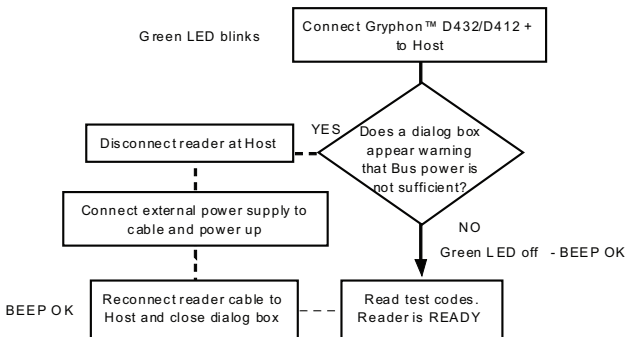 Green LED blinks
Connect Gryphon™ D432/D412 +
to Host
YES
Does a dialog box
appear warning
that Bus power is
not sufficient?
Disconnect reader at Host
Connect external power supply to
cable and power up
NO
Green LED off - BEEP OK
BEEP OK
Reconnect reader cable to
Host and close dialog box
Read test codes.
Reader is READY